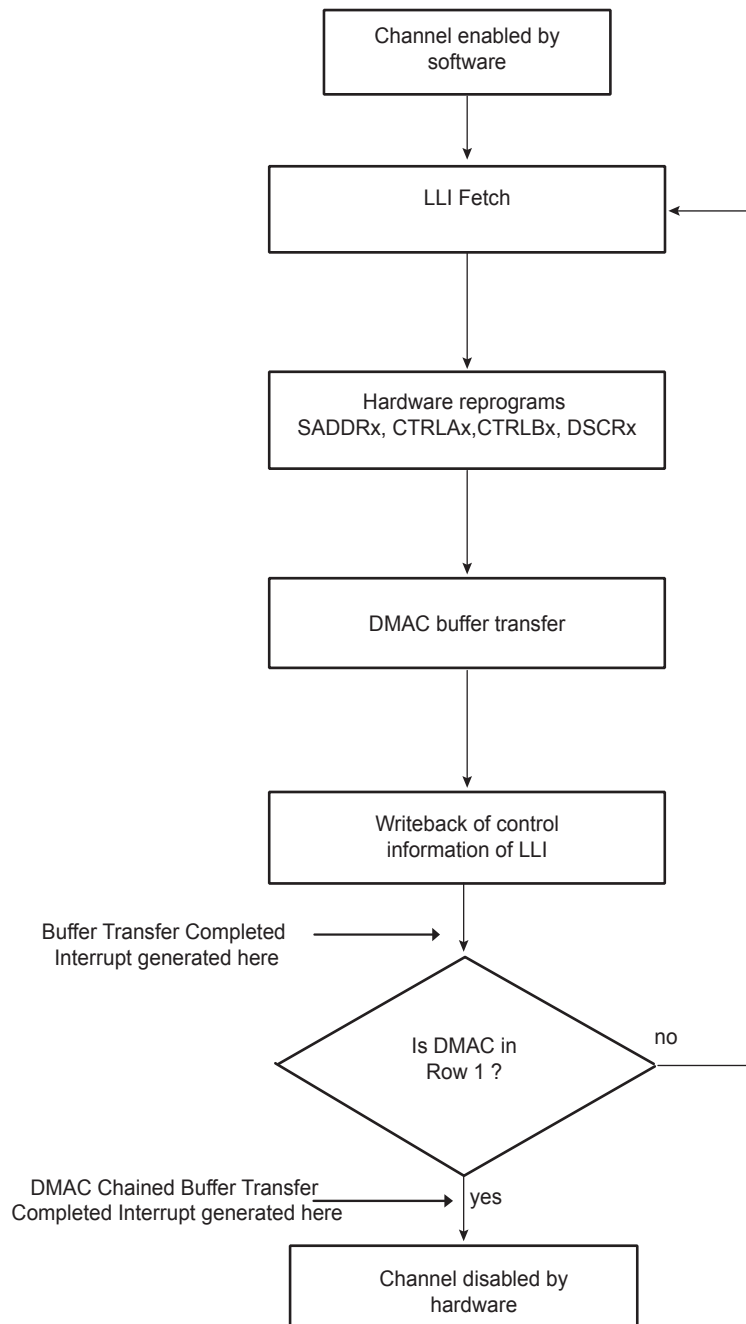 Channel enabled by
software
LLI Fetch
Hardware reprograms
SADDRx, CTRLAx,CTRLBx, DSCRx
DMAC buffer transfer
Writeback of control
information of LLI
Buffer Transfer Completed
Interrupt generated here
Is DMAC in
Row 1 ?
no
DMAC Chained Buffer Transfer
Completed Interrupt generated here
yes
Channel disabled by
hardware